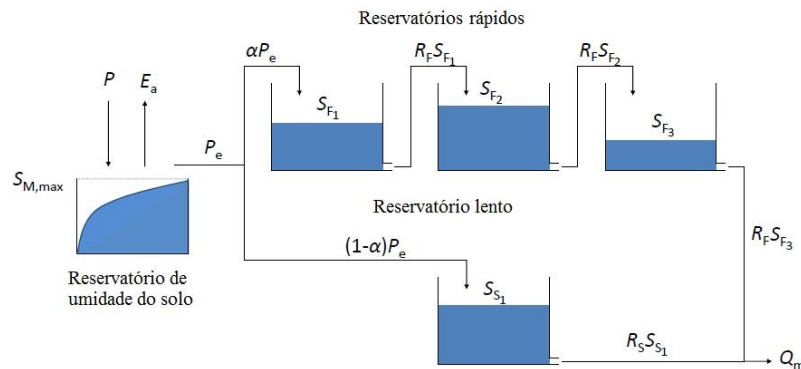 Reservatórios rápidos
αPe
RFSF1
RFSF2
P
Ea
SF1
SF2
SF3
Pe
SM,max
Reservatório lento
RFSF3
(1-α)Pe
Reservatório de
umidade do solo
SS1
RSSS1
Qm